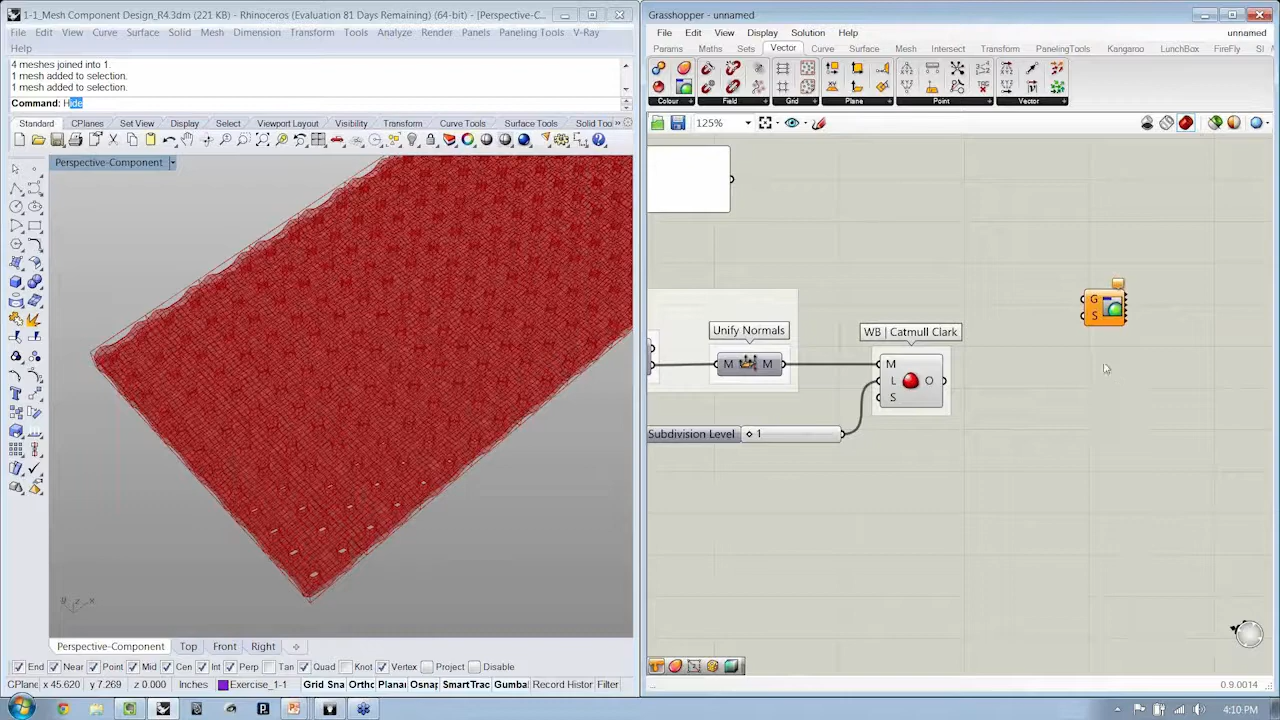 1-1_Mesh Component Design_R4.3dm (221 KB) - Rhinoceros (Evaluation 81 Days Remaining) (64-bit) - [Perspective-C...
File Edit View Curve Surface Solid Mesh Dimension Transform Tools Analyze Render Panels Paneling Tools V-Ray
Help
4 meshes joined into 1.
1 mesh added to selection.
1 mesh added to selection.
Command: Hide
Standard CPlanes Set View Display Select Viewport Layout Visibility Transform Curve Tools Surface Tools Solid Too »
Perspective-Component
Perspective-Component Top Front Right
End Near Point Mid Cen Int Perp Tan Quad Knot Vertex Project Disable
CPlane x 45.620 y 7.269 z 0.000 Inches Exercise_1-1 Grid Sna Ortho Planar Osnap SmartTrac Gumba Record Histor Filter
Grasshopper - unnamed
File Edit View Display Solution Help unnamed
Params Maths Sets Vector Curve Surface Mesh Intersect Transform PanelingTools Kangaroo LunchBox FireFly
Colour + Field + Grid + Plane + Point + Vector +
125%
Unify Normals
M M
WB | Catmull Clark
M
L O
S
G
S
Subdivision Level 1
0.9.0014
4:10 PM